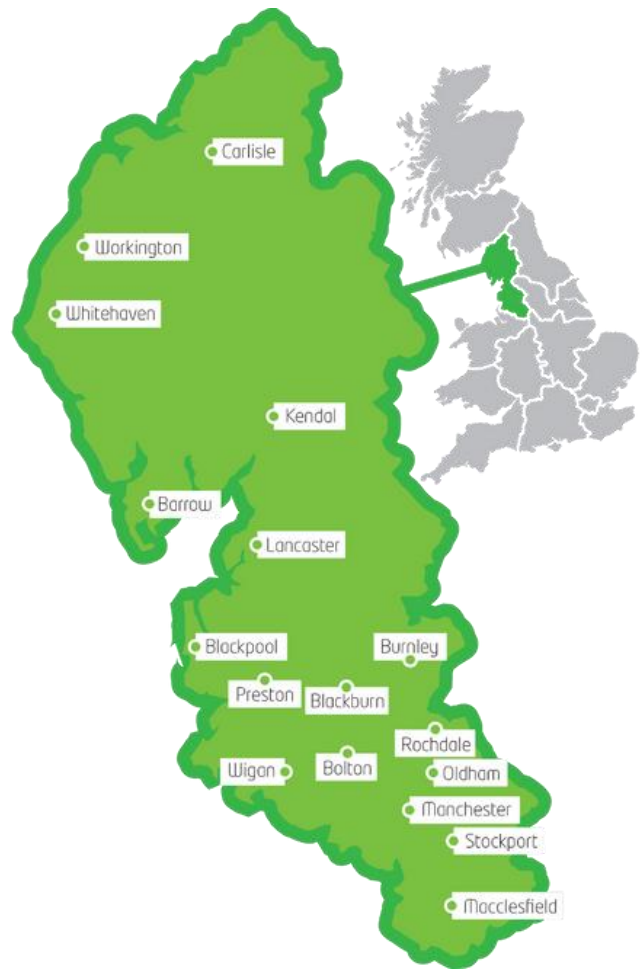 Carlisle
Workington
Whitehaven
Kendal
Barrow
Lancaster
Blackpool
Burnley
Preston
Blackburn
Rochdale
Wigan
Bolton
Oldham
Manchester
Stockport
Macclesfield